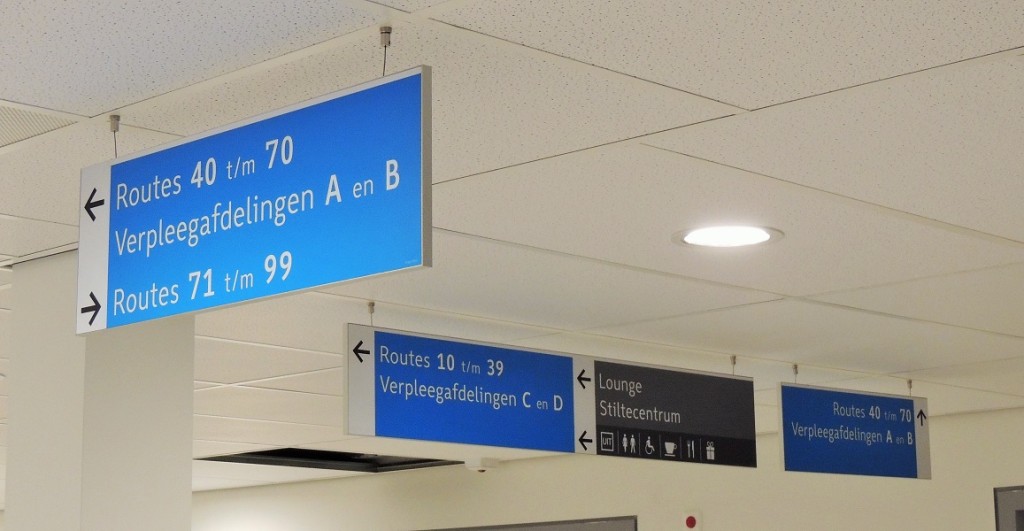 Routes 40 t/m 70
Verpleegafdelingen A en B
Routes 71 t/m 99
Routes 10 t/m 39
Verpleegafdelingen C en D
Lounge
Stiltecentrum
UIT
Routes 40 t/m 70
Verpleegafdelingen A en B